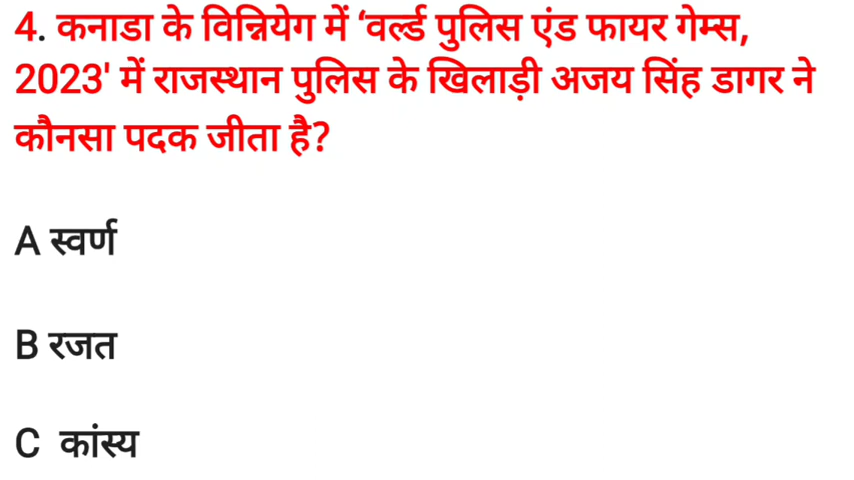 4. कनाडा के विन्नियेग में ‘वर्ल्ड पुलिस एंड फायर गेम्स,
2023' में राजस्थान पुलिस के खिलाड़ी अजय सिंह डागर ने
कौनसा पदक जीता है?
A स्वर्ण
B रजत
C कांस्य